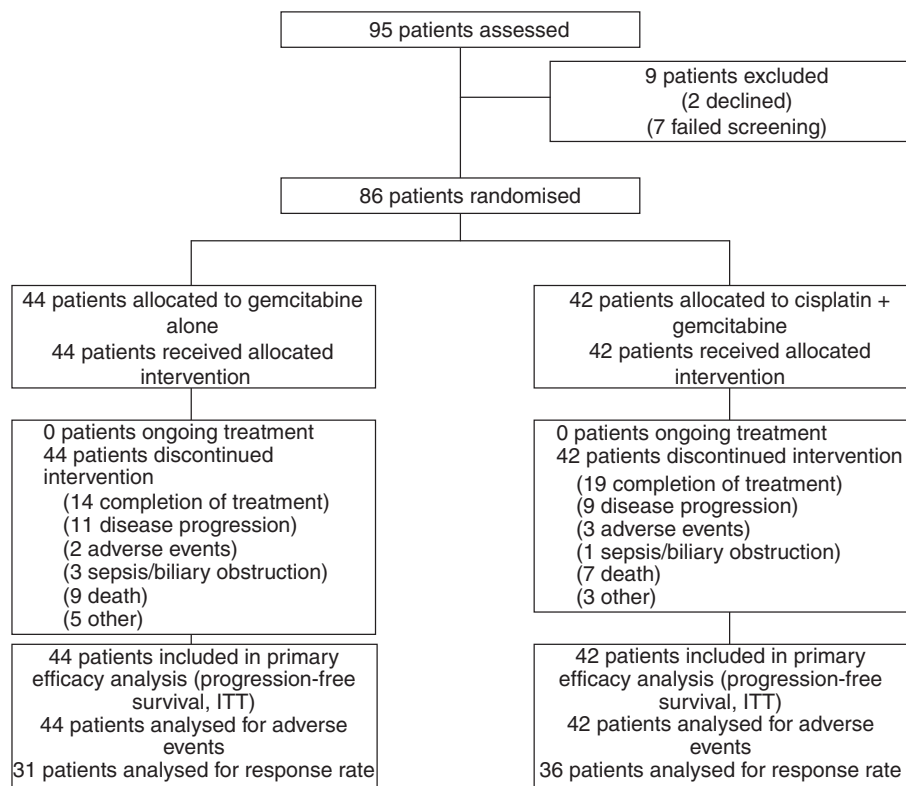 95 patients assessed
9 patients excluded
(2 declined)
(7 failed screening)
86 patients randomised
44 patients allocated to gemcitabine
alone
44 patients received allocated
intervention
42 patients allocated to cisplatin +
gemcitabine
42 patients received allocated
intervention
0 patients ongoing treatment
44 patients discontinued
intervention
(14 completion of treatment)
(11 disease progression)
(2 adverse events)
(3 sepsis/biliary obstruction)
(9 death)
(5 other)
0 patients ongoing treatment
42 patients discontinued intervention
(19 completion of treatment)
(9 disease progression)
(3 adverse events)
(1 sepsis/biliary obstruction)
(7 death)
(3 other)
44 patients included in primary
efficacy analysis (progression-free
survival, ITT)
44 patients analysed for adverse
events
31 patients analysed for response rate
42 patients included in primary
efficacy analysis (progression-free
survival, ITT)
42 patients analysed for adverse
events
36 patients analysed for response rate